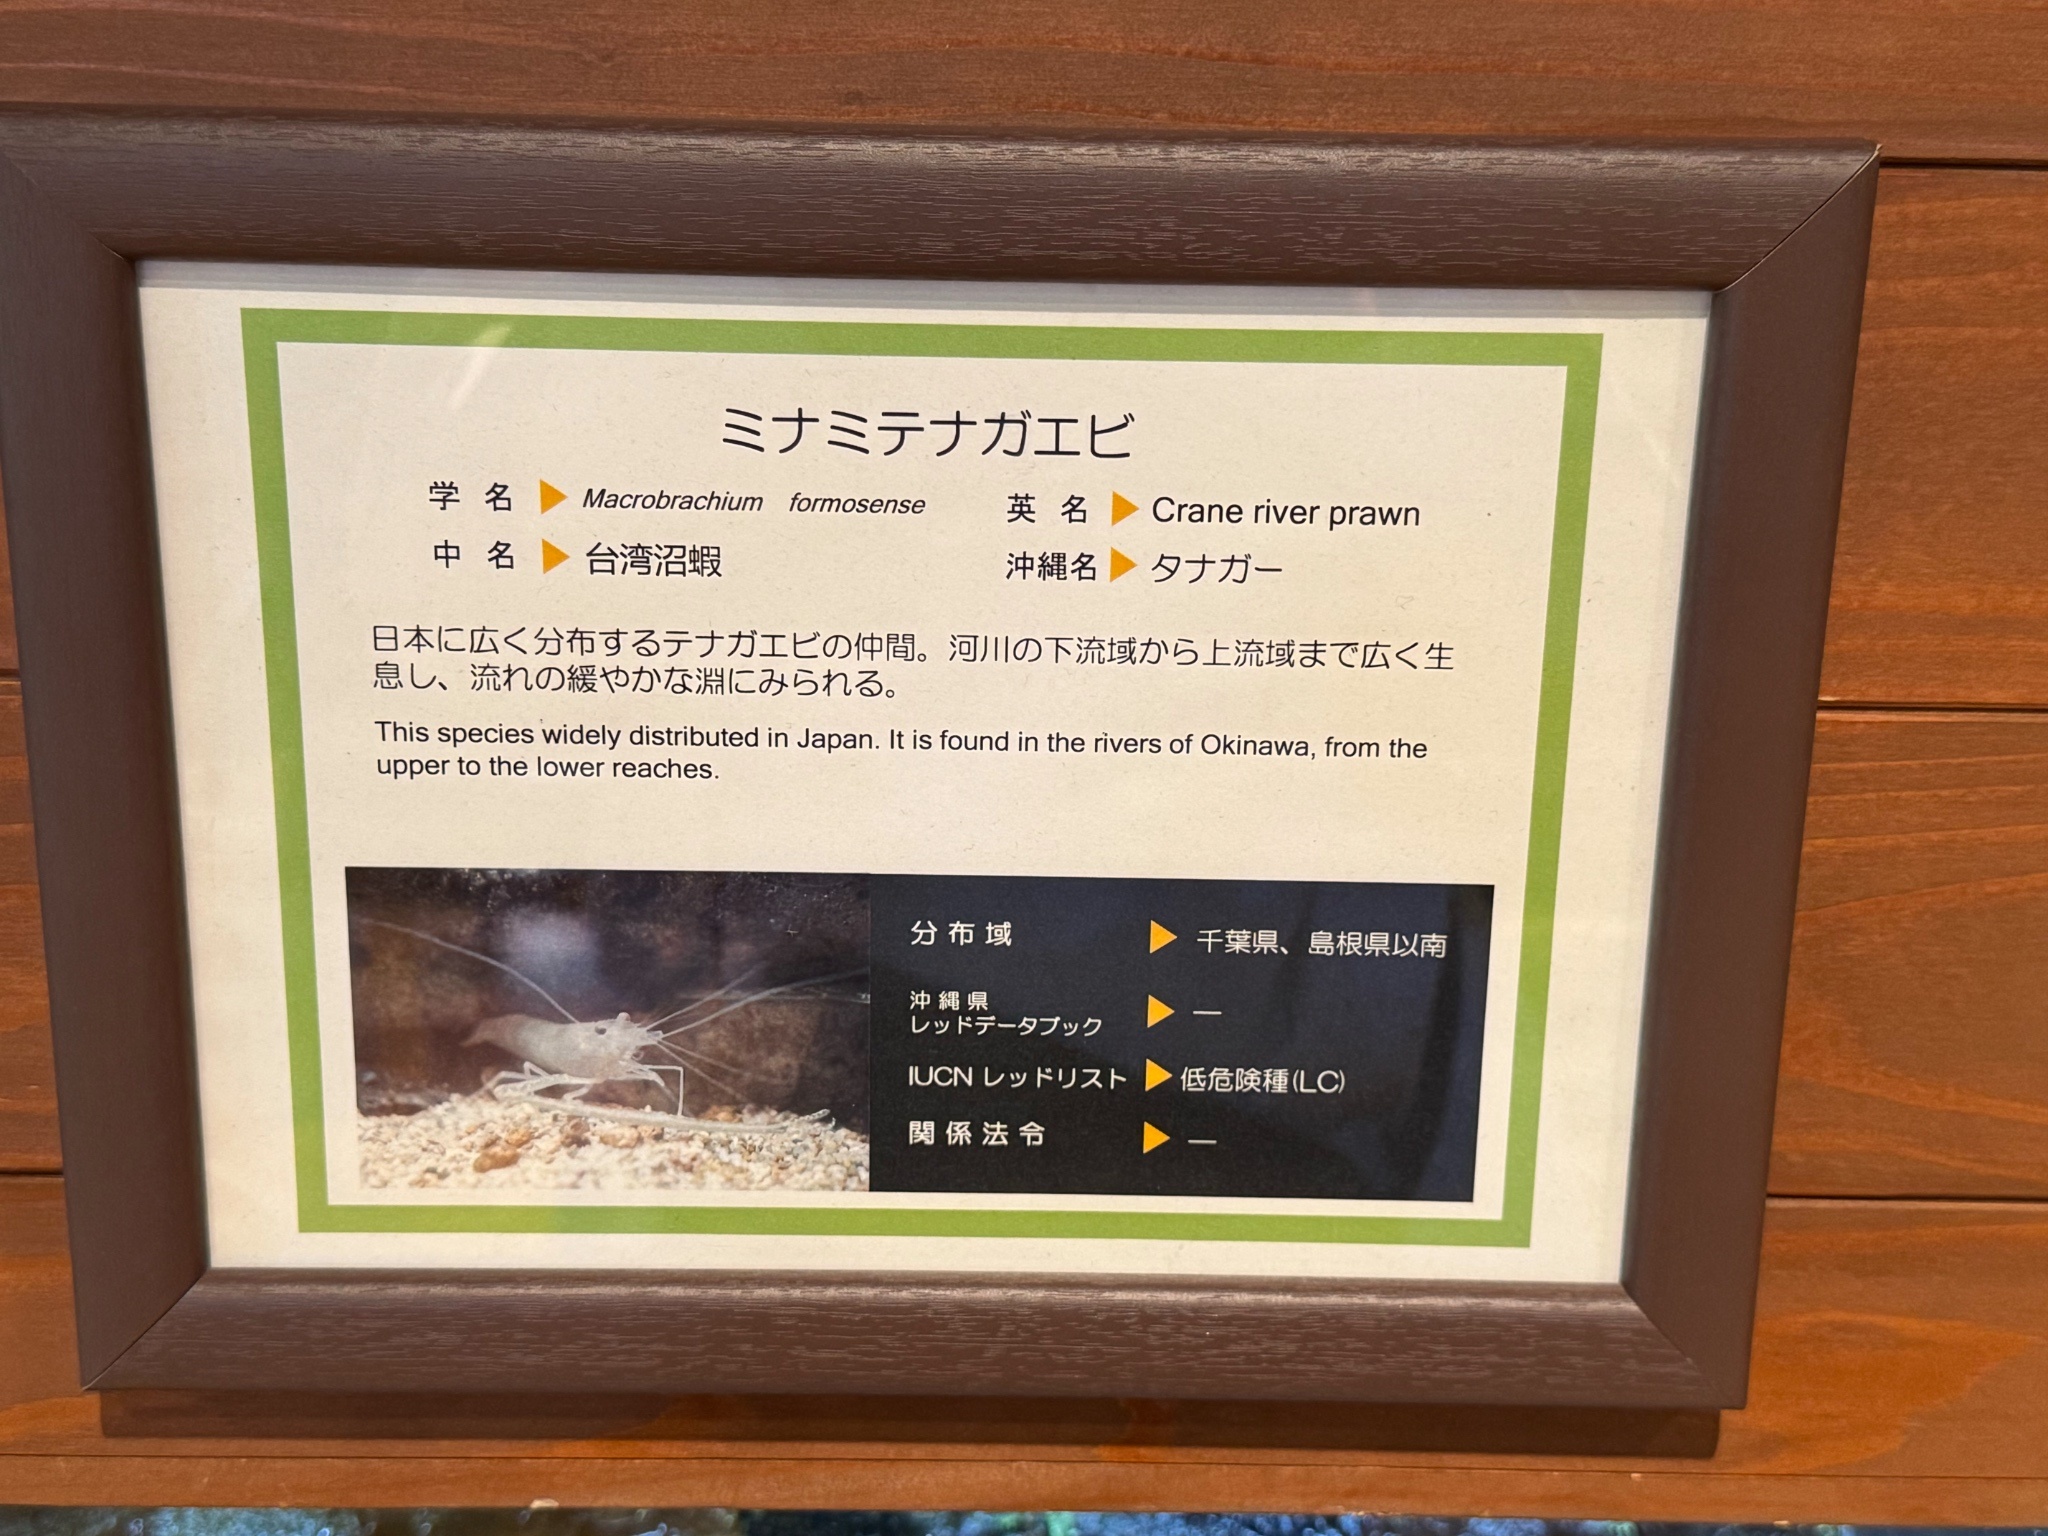 ミナミテナガエビ
学名 ▶ Macrobrachium formosense
英名 ▶ Crane river prawn
中名 ▶ 台湾沼蝦
沖縄名 ▶ タナガー
日本に広く分布するテナガエビの仲間。河川の下流域から上流域まで広く生
息し、流れの緩やかな淵にみられる。
This species widely distributed in Japan. It is found in the rivers of Okinawa, from the
upper to the lower reaches.
分布域 ▶ 千葉県、島根県以南
沖縄県
レッドデータブック ▶ —
IUCN レッドリスト ▶ 低危険種(LC)
関係法令 ▶ —